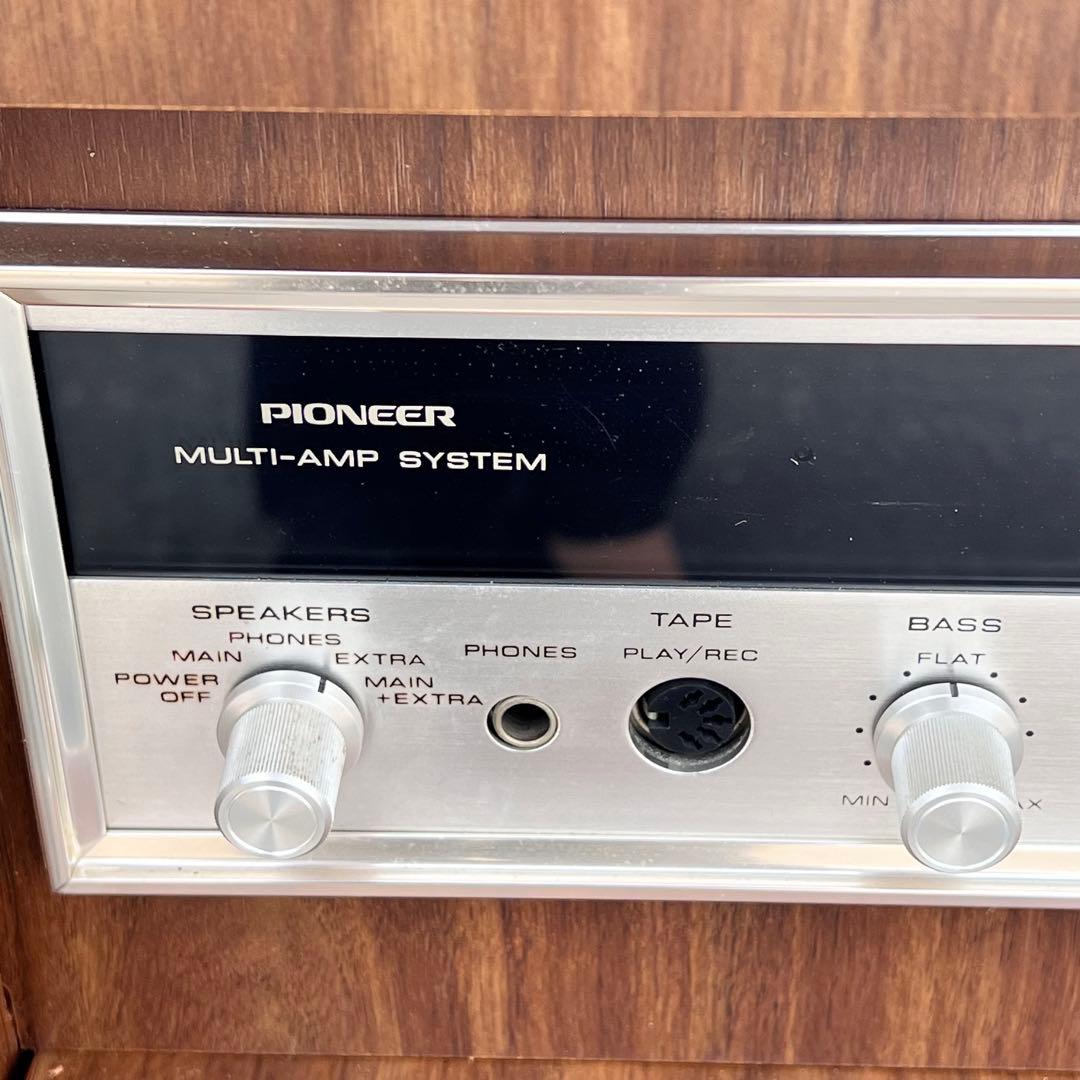 PIONEER
MULTI-AMP SYSTEM
SPEAKERS
PHONES
MAIN
EXTRA
POWER OFF
MAIN +EXTRA
PHONES
TAPE
PLAY/REC
BASS
FLAT
MIN